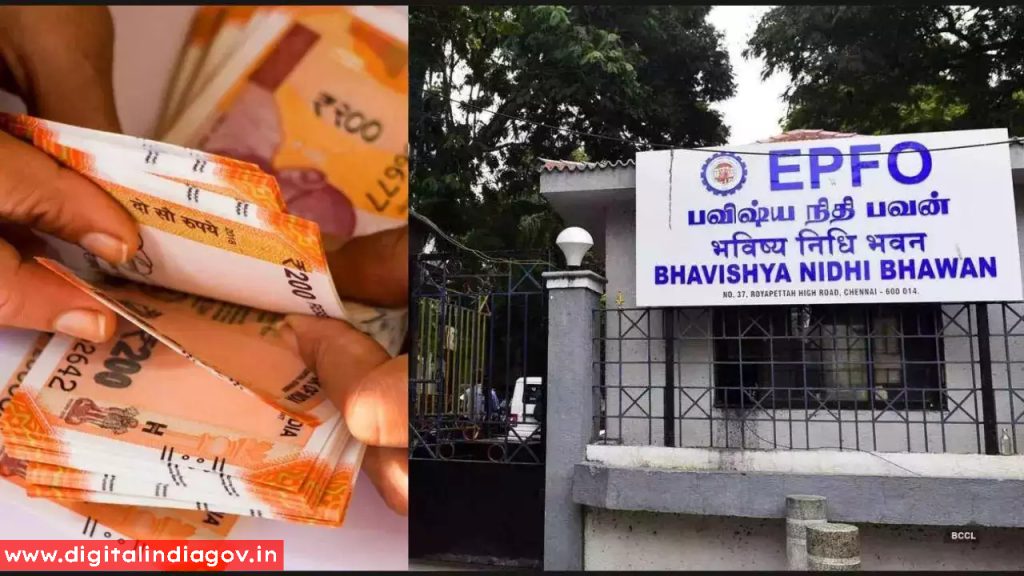 ₹200
दो सौ रुपये
2018
₹200
₹200
2642
H
www.digitalindiagov.in
EPFO
பவிஷ்ய நிதி பவன்
भविष्य निधि भवन
BHAVISHYA NIDHI BHAWAN
NO. 37, ROYAPETTAH HIGH ROAD, CHENNAI - 600 014.
BCCL